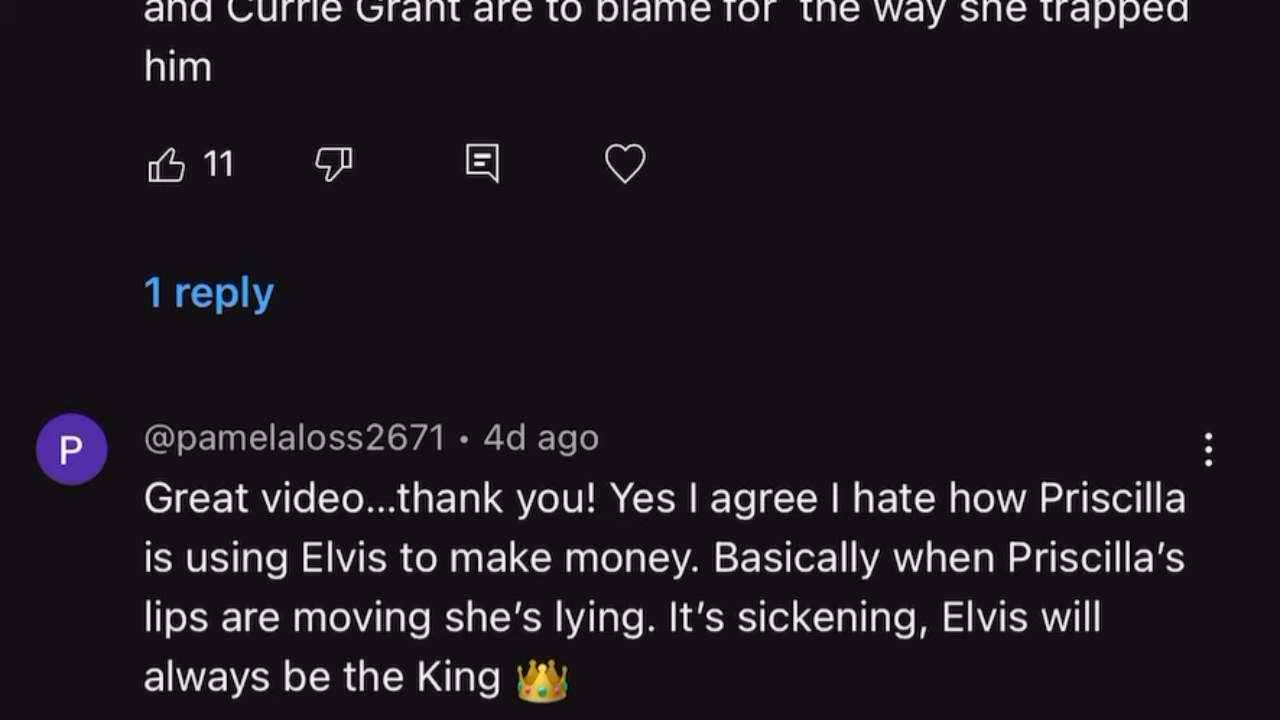 and Currie Grant are to blame for the way she trapped
him
11
1 reply
P
@pamelaloss2671 • 4d ago
Great video...thank you! Yes I agree I hate how Priscilla
is using Elvis to make money. Basically when Priscilla’s
lips are moving she’s lying. It’s sickening, Elvis will
always be the King 👑